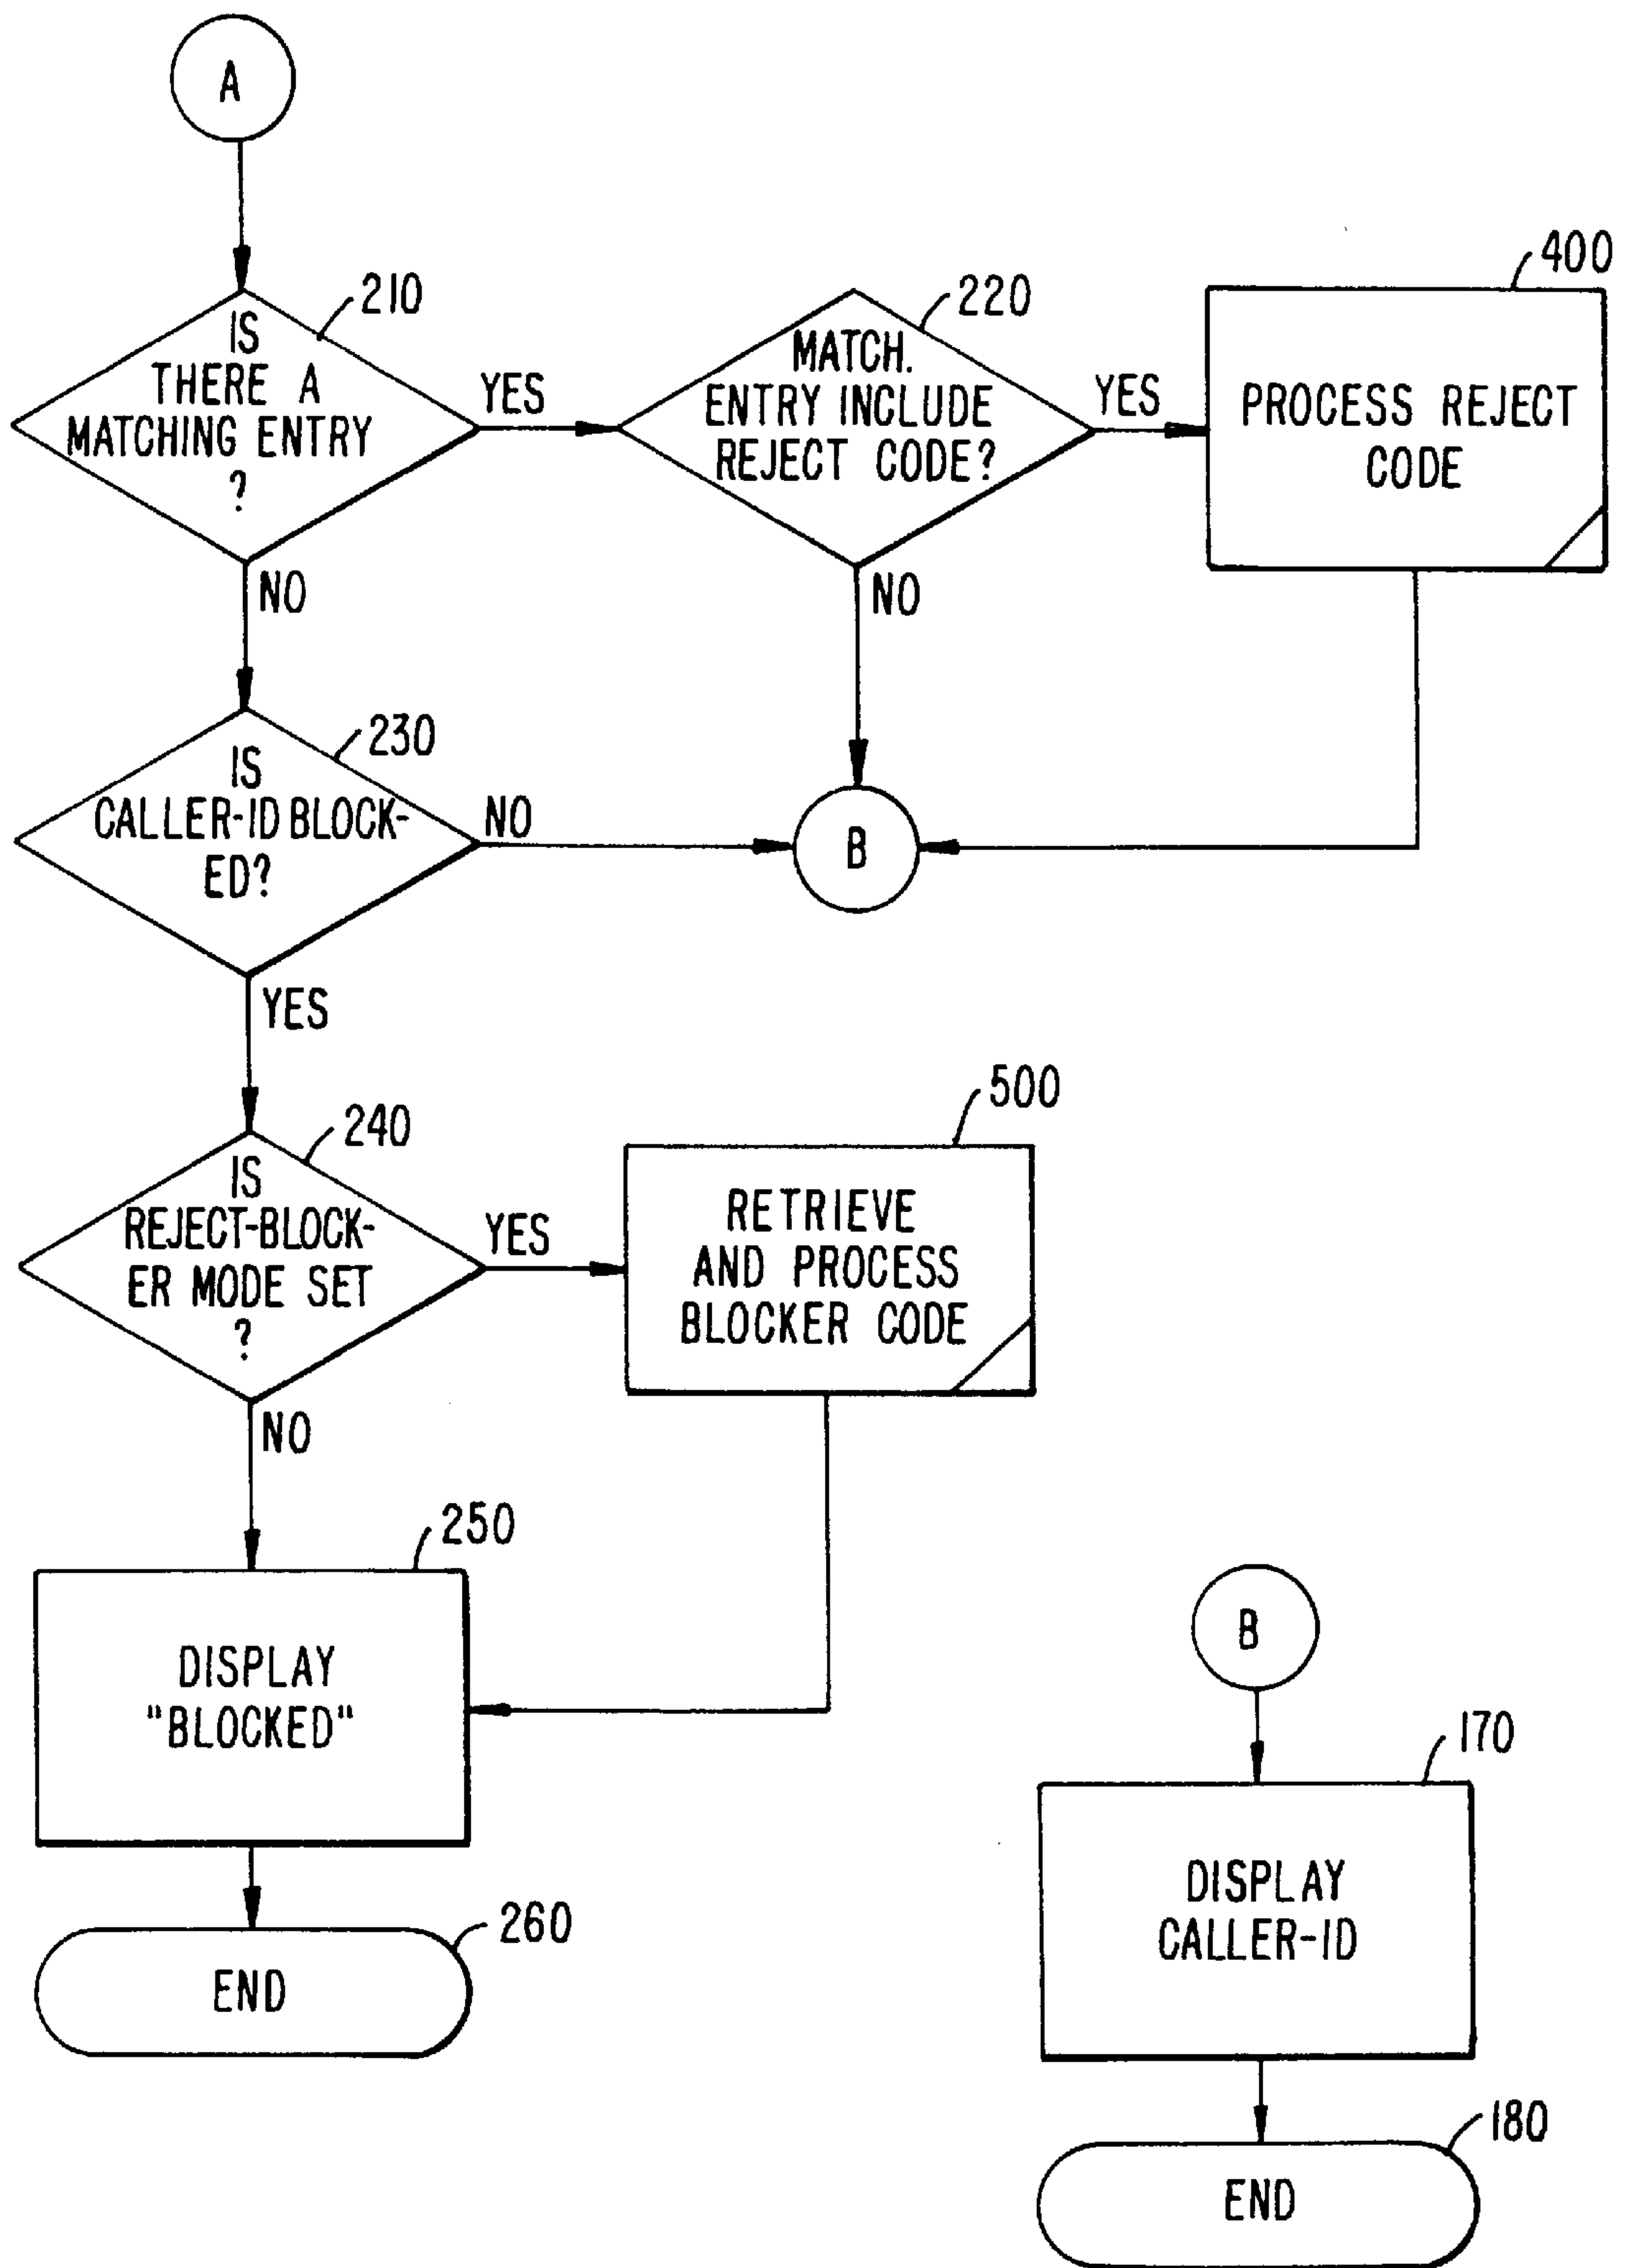 A
210
IS
THERE A
MATCHING ENTRY
?
YES
NO
220
MATCH.
ENTRY INCLUDE
REJECT CODE?
YES
NO
400
PROCESS REJECT
CODE
230
IS
CALLER-ID BLOCK-
ED?
NO
YES
B
240
IS
REJECT-BLOCK-
ER MODE SET
?
YES
NO
500
RETRIEVE
AND PROCESS
BLOCKER CODE
250
DISPLAY
"BLOCKED"
260
END
B
170
DISPLAY
CALLER-ID
180
END